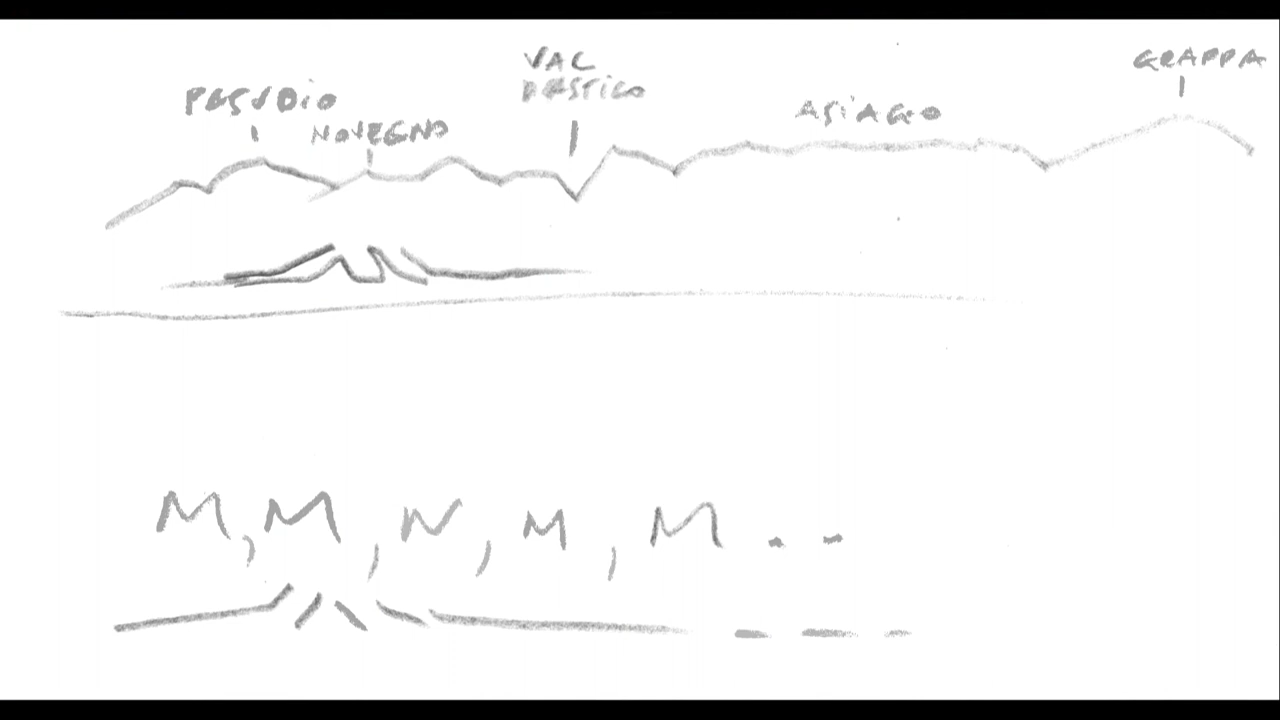 PASUBIO
NOVEGNO
VAL
D'ASTICO
ASIAGO
GRAPPA
M, M, N, M, M . . .